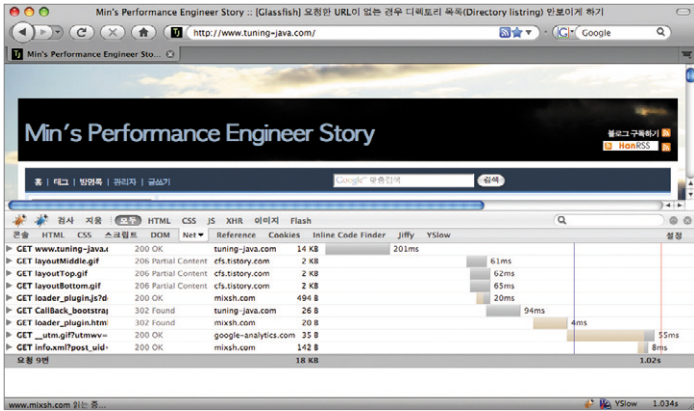 Min's Performance Engineer Story :: [Glassfish] 요청한 URL이 없는 경우 디렉토리 목록(Directory listring) 안보이게 하기
http://www.tuning-java.com/
Google
Min's Performance Engineer Sto...
Min's Performance Engineer Story
블로그 구독하기
HanRSS
홈 | 태그 | 방명록 | 관리자 | 글쓰기
Google 맞춤검색
검색
검사 지움 모두 HTML CSS JS XHR 이미지 Flash
콘솔 HTML CSS 스크립트 DOM Net Reference Cookies Inline Code Finder Jiffy YSlow 설정
GET www.tuning-java.c 200 OK tuning-java.com 14 KB 201ms
GET layoutMiddle.gif 206 Partial Content cfs.tistory.com 2 KB 61ms
GET layoutTop.gif 206 Partial Content cfs.tistory.com 2 KB 62ms
GET layoutBottom.gif 206 Partial Content cfs.tistory.com 2 KB 65ms
GET loader_plugin.js?d 200 OK mixsh.com 494 B 20ms
GET CallBack_bootstrap 302 Found tuning-java.com 26 B 94ms
GET loader_plugin.html 302 Found mixsh.com 20 B 4ms
GET __utm.gif?utmwv= 200 OK google-analytics.com 35 B 55ms
GET info.xml?post_uid= 200 OK mixsh.com 142 B 8ms
요청 9번 18 KB 1.02s
www.mixsh.com 읽는 중... YSlow 1.034s